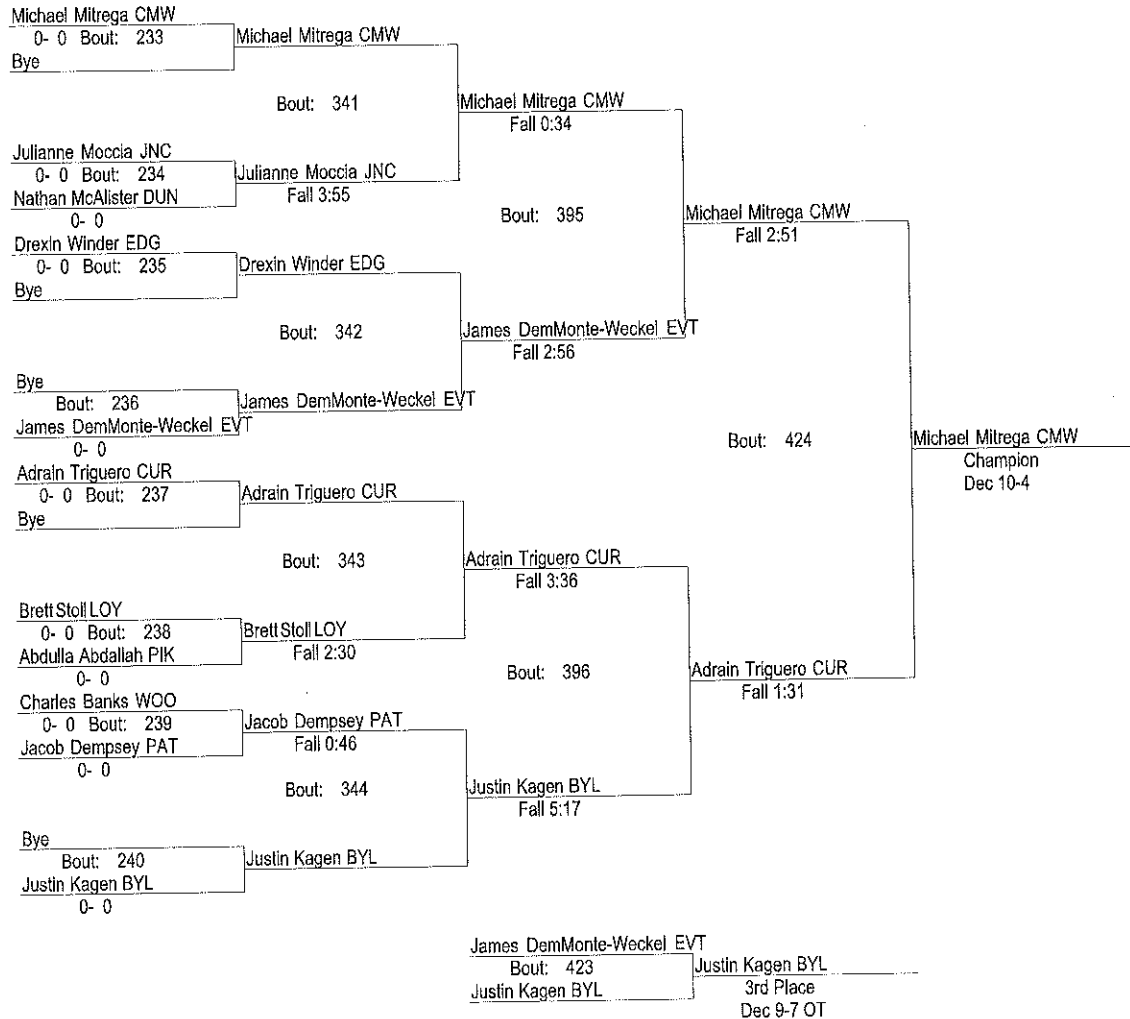 Michael Mitrega CMW
0- 0 Bout: 233
Bye
Michael Mitrega CMW
Bout: 341
Michael Mitrega CMW
Fall 0:34
Julianne Moccia JNC
0- 0 Bout: 234
Nathan McAlister DUN
0- 0
Julianne Moccia JNC
Fall 3:55
Bout: 395
Michael Mitrega CMW
Fall 2:51
Drexin Winder EDG
0- 0 Bout: 235
Bye
Drexin Winder EDG
Bout: 342
James DemMonte-Weckel EVT
Fall 2:56
Bye
Bout: 236
James DemMonte-Weckel EVT
0- 0
James DemMonte-Weckel EVT
Bout: 424
Michael Mitrega CMW
Champion
Dec 10-4
Adrain Triguero CUR
0- 0 Bout: 237
Bye
Adrain Triguero CUR
Bout: 343
Adrain Triguero CUR
Fall 3:36
Brett Stoll LOY
0- 0 Bout: 238
Abdulla Abdallah PIK
0- 0
Brett Stoll LOY
Fall 2:30
Bout: 396
Adrain Triguero CUR
Fall 1:31
Charles Banks WOO
0- 0 Bout: 239
Jacob Dempsey PAT
0- 0
Jacob Dempsey PAT
Fall 0:46
Bout: 344
Justin Kagen BYL
Fall 5:17
Bye
Bout: 240
Justin Kagen BYL
0- 0
Justin Kagen BYL
James DemMonte-Weckel EVT
Bout: 423
Justin Kagen BYL
Justin Kagen BYL
3rd Place
Dec 9-7 OT